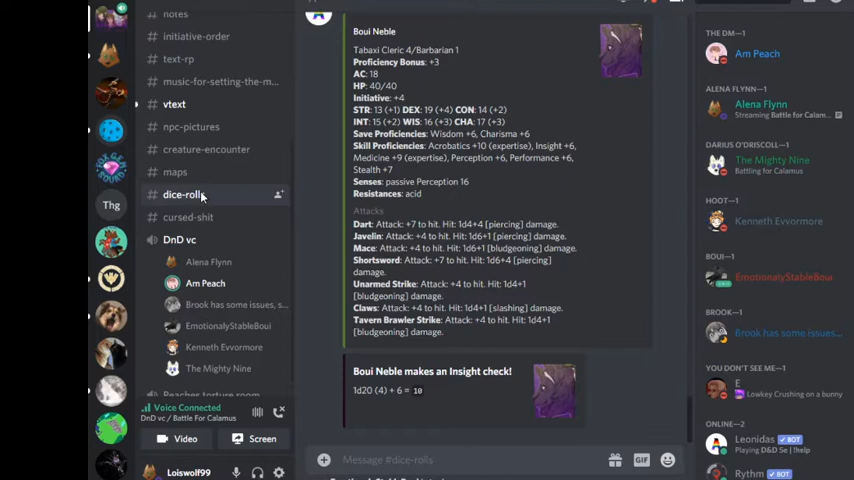 # notes
# initiative-order
# text-rp
# music-for-setting-the-m...
# vtext
# npc-pictures
# creature-encounter
# maps
# dice-rolls
# cursed-shit
DnD vc
Alena Flynn
Am Peach
Brook has some issues, s...
EmotionalyStableBoui
Kenneth Evvormore
The Mighty Nine
Peacher torture room
Voice Connected
DnD vc / Battle For Calamus
Video
Screen
Loiswolf99
FOX GEN
SQUAD
Thg
Boui Neble
Tabaxi Cleric 4/Barbarian 1
Proficiency Bonus: +3
AC: 18
HP: 40/40
Initiative: +4
STR: 13 (+1) DEX: 19 (+4) CON: 14 (+2)
INT: 15 (+2) WIS: 16 (+3) CHA: 17 (+3)
Save Proficiencies: Wisdom +6, Charisma +6
Skill Proficiencies: Acrobatics +10 (expertise), Insight +6,
Medicine +9 (expertise), Perception +6, Performance +6,
Stealth +7
Senses: passive Perception 16
Resistances: acid
Attacks
Dart: Attack: +7 to hit. Hit: 1d4+4 [piercing] damage.
Javelin: Attack: +4 to hit. Hit: 1d6+1 [piercing] damage.
Mace: Attack: +4 to hit. Hit: 1d6+1 [bludgeoning] damage.
Shortsword: Attack: +7 to hit. Hit: 1d6+4 [piercing]
damage.
Unarmed Strike: Attack: +4 to hit. Hit: 1d4+1
[bludgeoning] damage.
Claws: Attack: +4 to hit. Hit: 1d4+1 [slashing] damage.
Tavern Brawler Strike: Attack: +4 to hit. Hit: 1d4+1
[bludgeoning] damage.
Boui Neble makes an Insight check!
1d20 (4) + 6 = 10
Message #dice-rolls
GIF
THE DM—1
Am Peach
ALENA FLYNN—1
Alena Flynn
Streaming Battle for Calamus
DARIUS O'DRISCOLL—1
The Mighty Nine
Battling for Calamus
HOOT—1
Kenneth Evvormore
BOUI—1
EmotionalyStableBoui
BROOK—1
Brook has some issues...
YOU DON'T SEE ME—1
E
Lowkey Crushing on a bunny
ONLINE—2
Leonidas BOT
Playing D&D 5e | !help
Rythm BOT